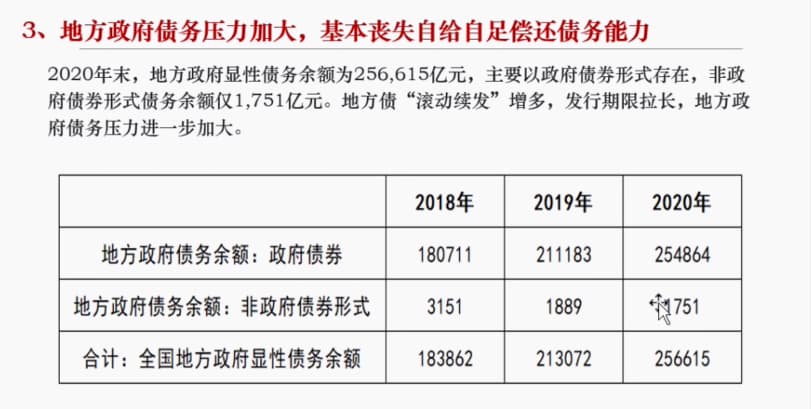 3、地方政府债务压力加大，基本丧失自给自足偿还债务能力
2020年末，地方政府显性债务余额为256,615亿元，主要以政府债券形式存在，非政
府债券形式债务余额仅1,751亿元。地方债“滚动续发”增多，发行期限拉长，地方政
府债务压力进一步加大。
2018年 2019年 2020年
地方政府债务余额：政府债券 180711 211183 254864
地方政府债务余额：非政府债券形式 3151 1889 1751
合计：全国地方政府显性债务余额 183862 213072 256615